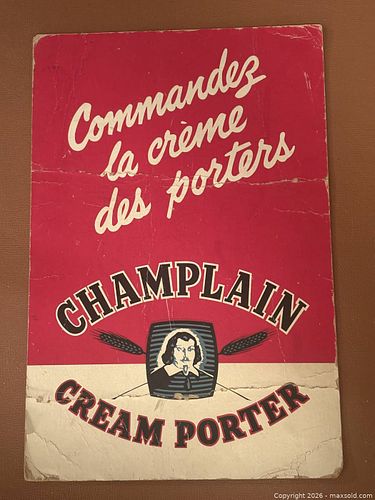 Commandez
la crème
des porters
CHAMPLAIN
CREAM PORTER
Copyright 2026 - maxsold.com